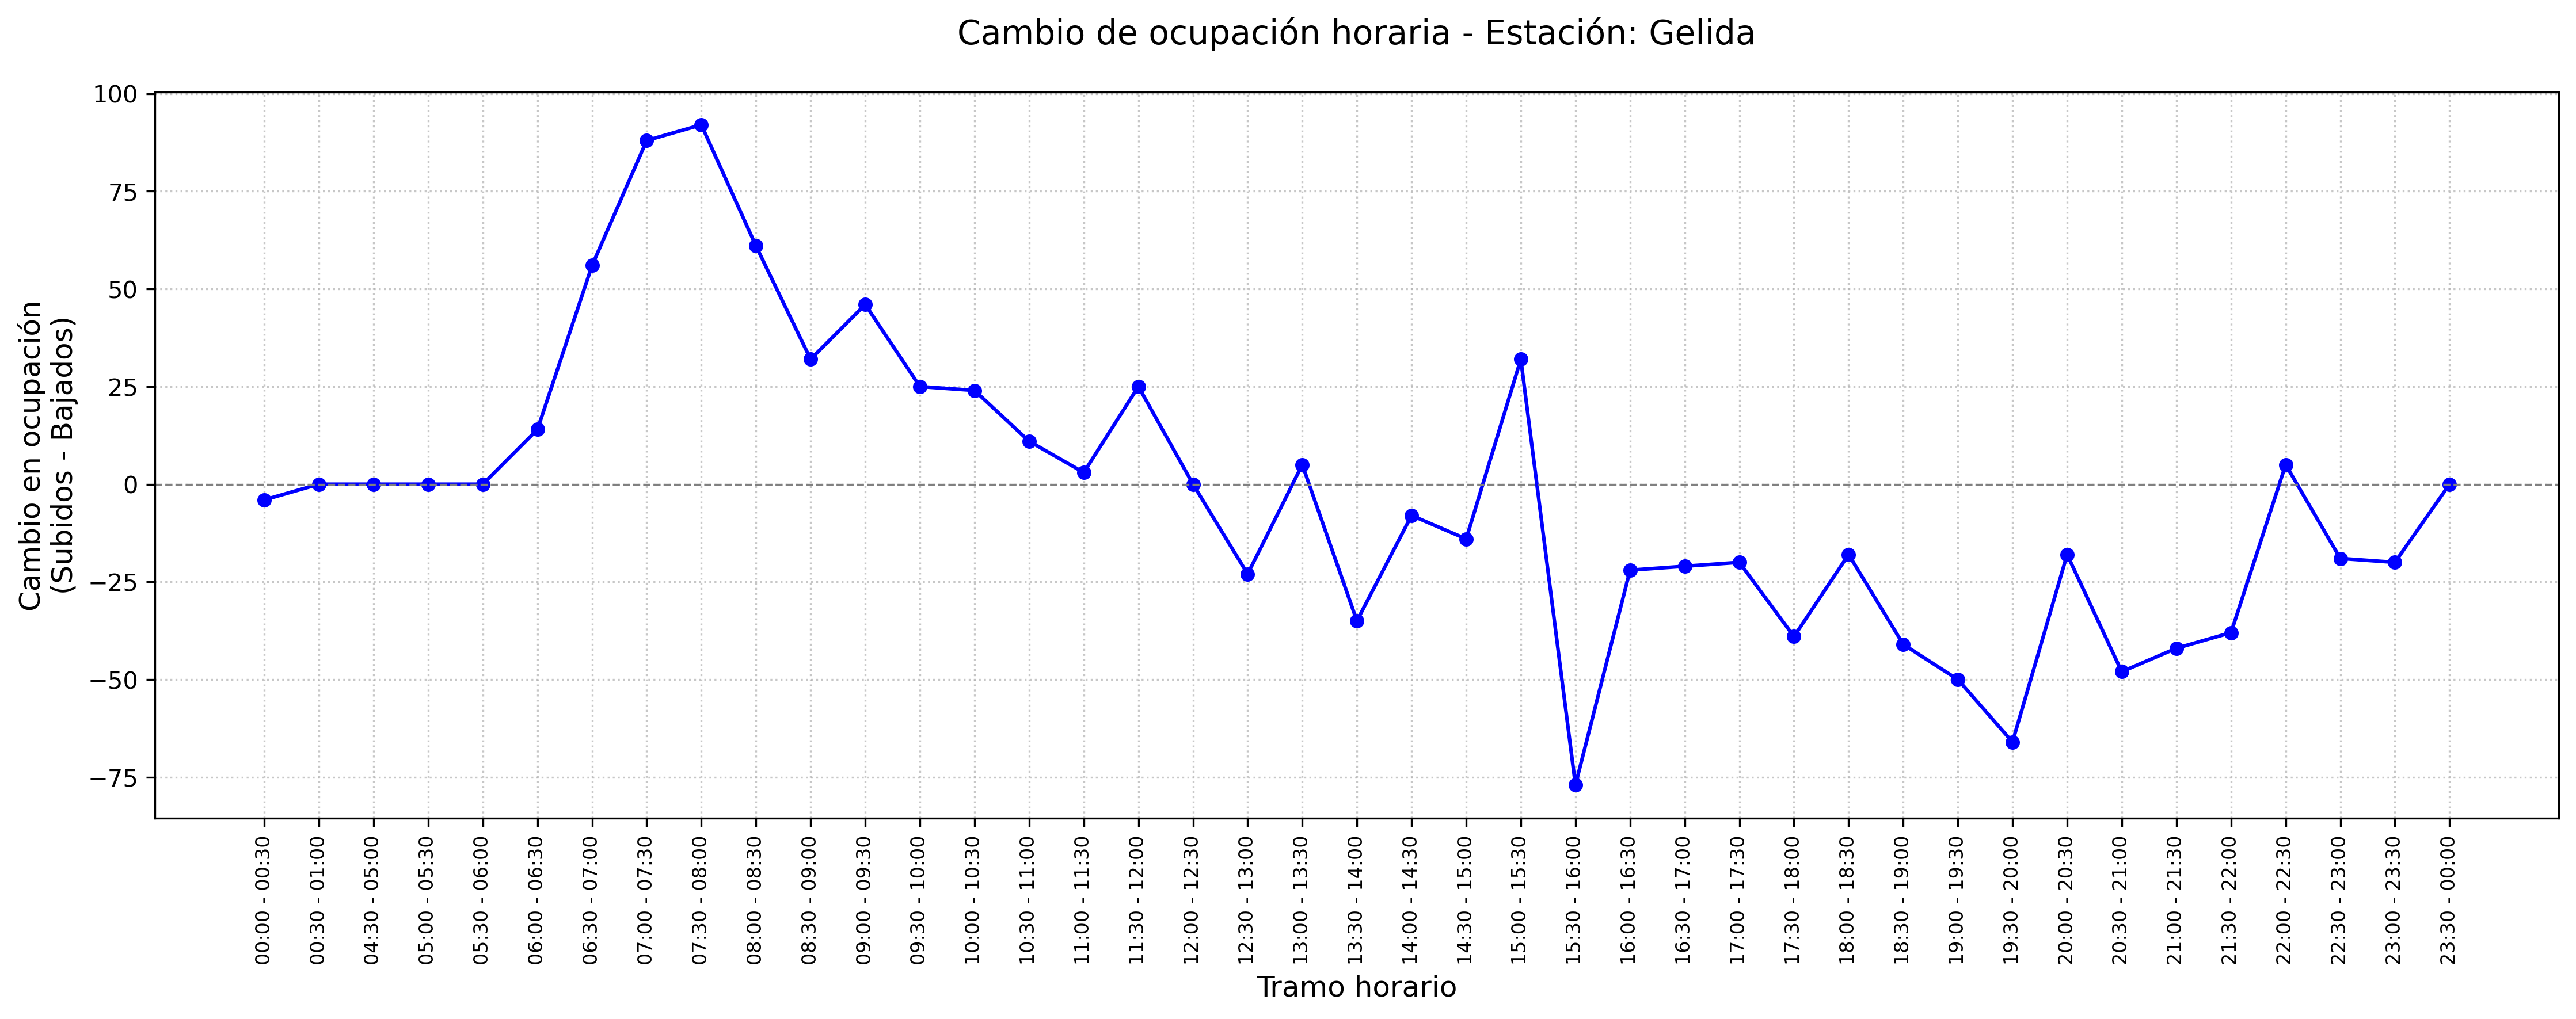 Cambio de ocupación horaria - Estación: Gelida
Cambio en ocupación
(Subidos - Bajados)
100
75
50
25
0
−25
−50
−75
00:00 - 00:30
00:30 - 01:00
04:30 - 05:00
05:00 - 05:30
05:30 - 06:00
06:00 - 06:30
06:30 - 07:00
07:00 - 07:30
07:30 - 08:00
08:00 - 08:30
08:30 - 09:00
09:00 - 09:30
09:30 - 10:00
10:00 - 10:30
10:30 - 11:00
11:00 - 11:30
11:30 - 12:00
12:00 - 12:30
12:30 - 13:00
13:00 - 13:30
13:30 - 14:00
14:00 - 14:30
14:30 - 15:00
15:00 - 15:30
15:30 - 16:00
16:00 - 16:30
16:30 - 17:00
17:00 - 17:30
17:30 - 18:00
18:00 - 18:30
18:30 - 19:00
19:00 - 19:30
19:30 - 20:00
20:00 - 20:30
20:30 - 21:00
21:00 - 21:30
21:30 - 22:00
22:00 - 22:30
22:30 - 23:00
23:00 - 23:30
23:30 - 00:00
Tramo horario